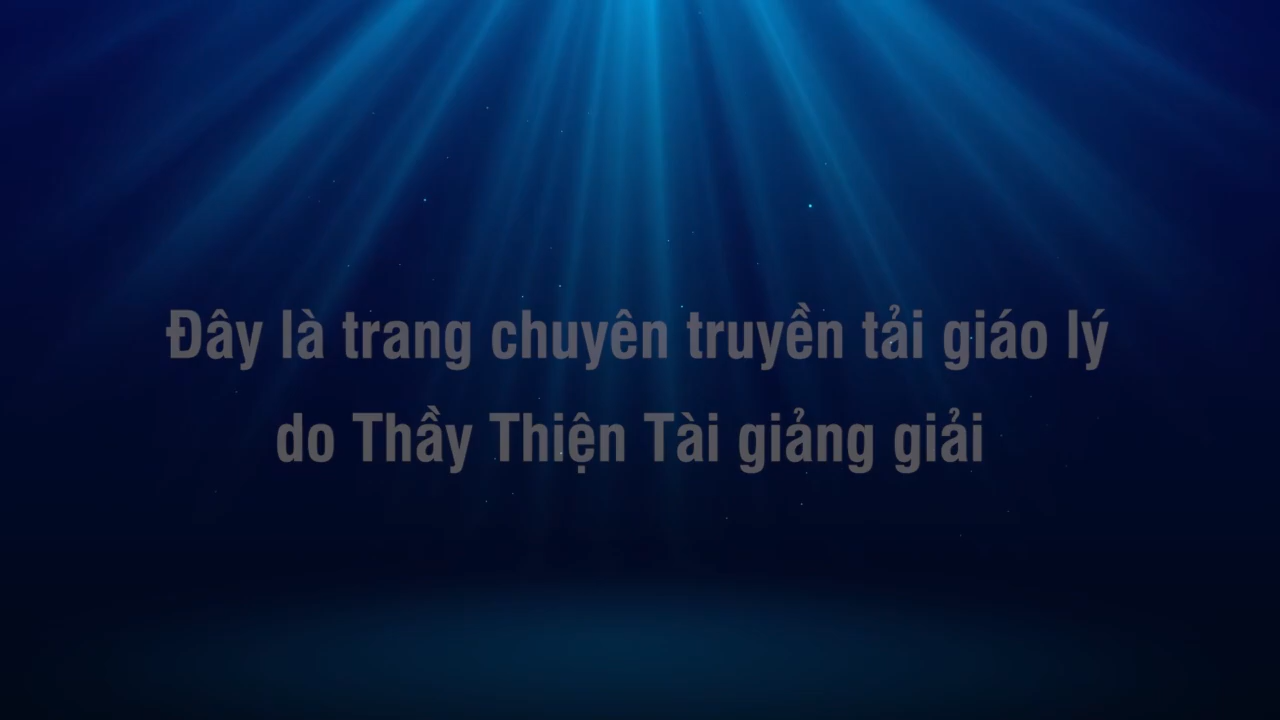 Đây là trang chuyên truyền tải giáo lý
do Thầy Thiện Tài giảng giải